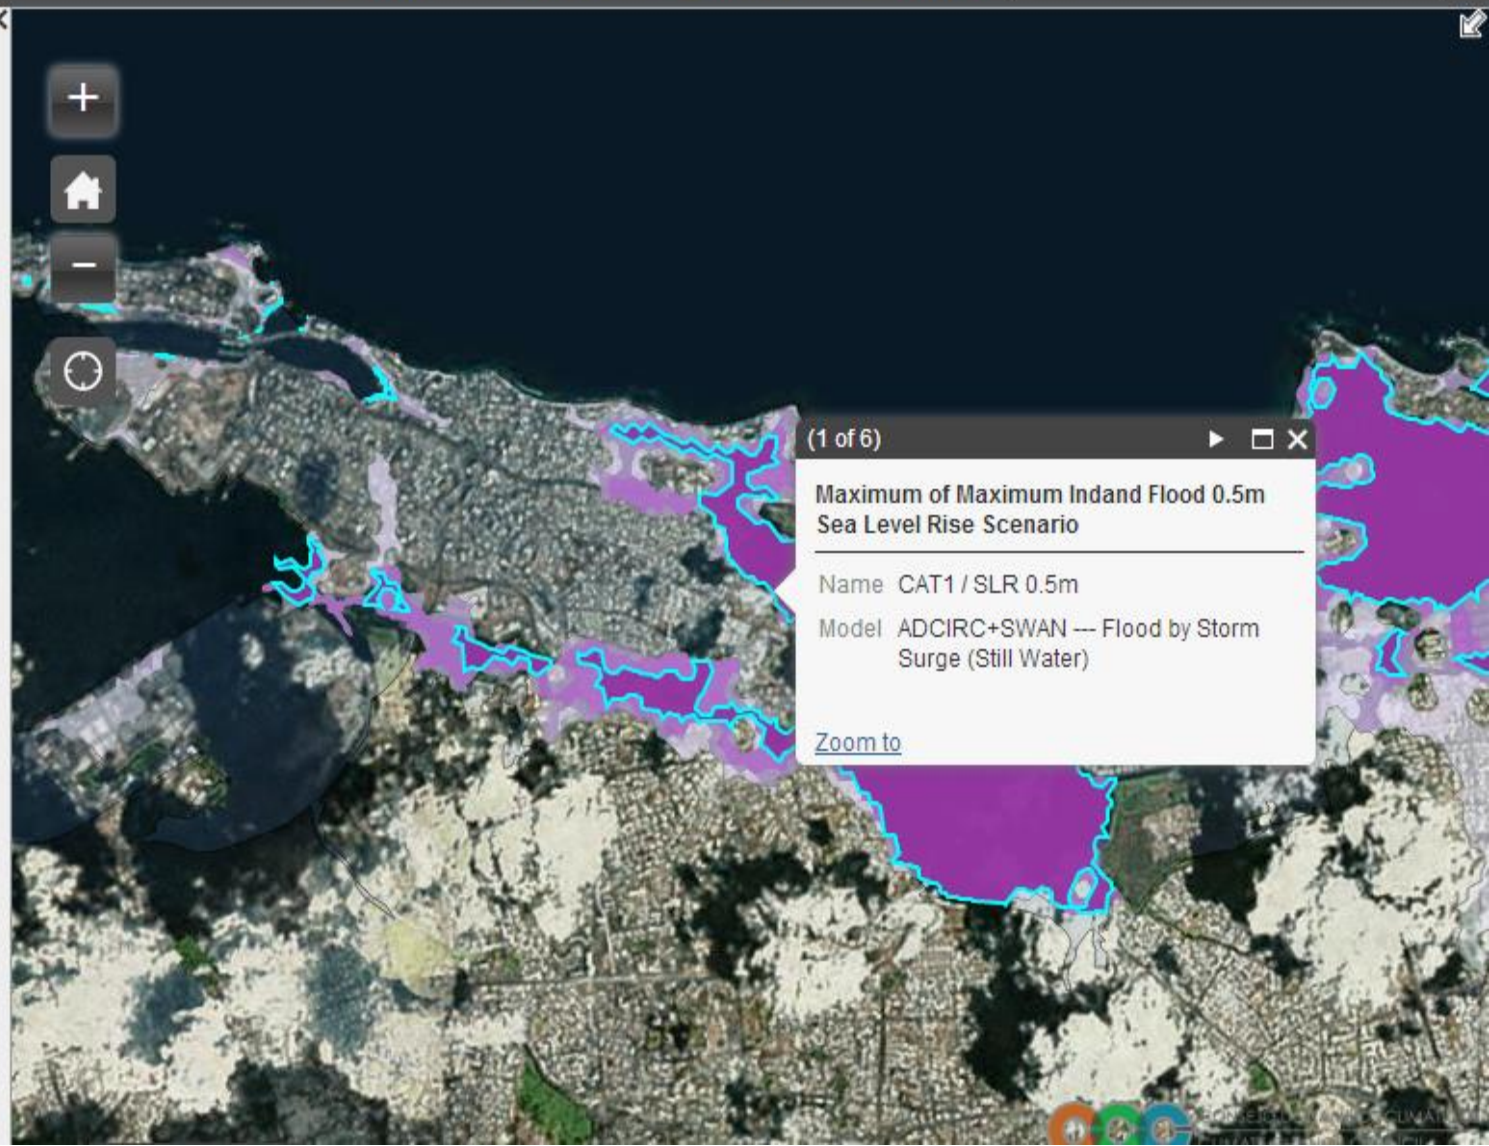 (1 of 6)
Maximum of Maximum Indand Flood 0.5m
Sea Level Rise Scenario
Name CAT1 / SLR 0.5m
Model ADCIRC+SWAN --- Flood by Storm
Surge (Still Water)
Zoom to